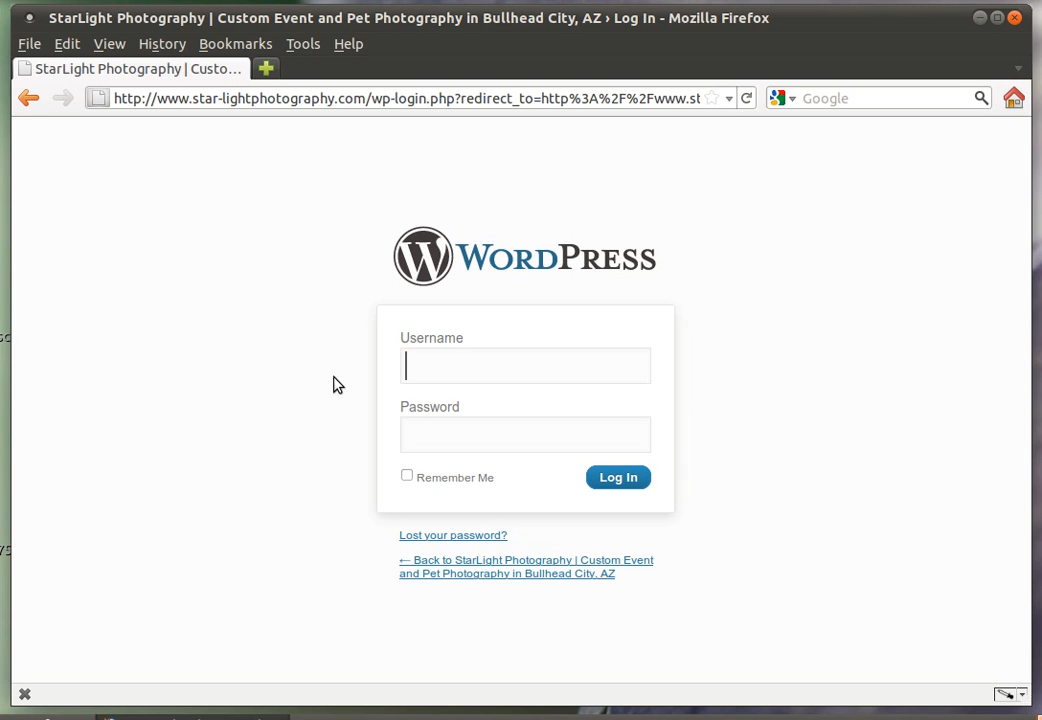 StarLight Photography | Custom Event and Pet Photography in Bullhead City, AZ › Log In - Mozilla Firefox
File Edit View History Bookmarks Tools Help
StarLight Photography | Custo...
http://www.star-lightphotography.com/wp-login.php?redirect_to=http%3A%2F%2Fwww.st
Google
WORDPRESS
Username
Password
Remember Me
Log In
Lost your password?
← Back to StarLight Photography | Custom Event
and Pet Photography in Bullhead City, AZ